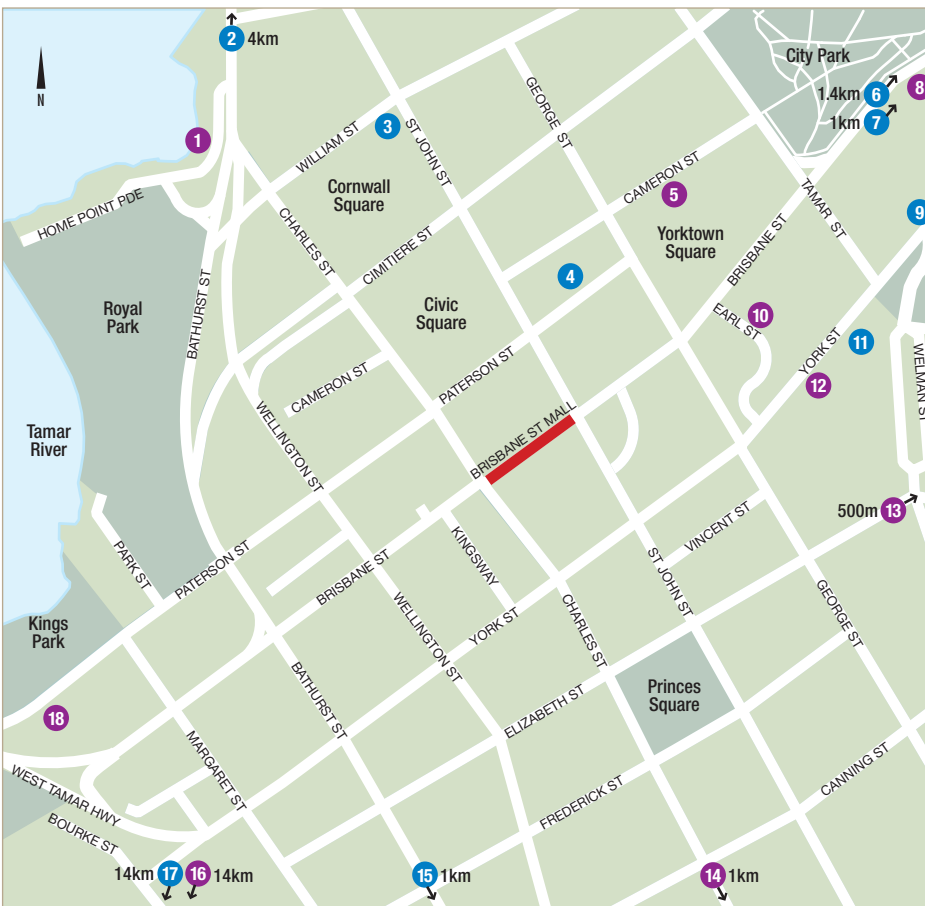 2 4km
City Park
N
GEORGE ST
1.4km 6
8
1km 7
3
1
WILLIAM ST
ST JOHN ST
CAMERON ST
Cornwall
Square
5
TAMAR ST
HOME POINT PDE
CHARLES ST
9
CIMITIERE ST
Yorktown
Square
BRISBANE ST
4
BATHURST ST
Royal
Park
Civic
Square
EARL ST
10
YORK ST
11
WELMAN ST
PATERSON ST
CAMERON ST
12
Tamar
River
WELLINGTON ST
BRISBANE ST MALL
500m 13
PARK ST
PATERSON ST
BRISBANE ST
KINGSWAY
VINCENT ST
ST JOHN ST
Kings
Park
WELLINGTON ST
YORK ST
CHARLES ST
GEORGE ST
BATHURST ST
ELIZABETH ST
Princes
Square
18
MARGARET ST
CANNING ST
WEST TAMAR HWY
FREDERICK ST
BOURKE ST
14km 17
16 14km
15 1km
14 1km